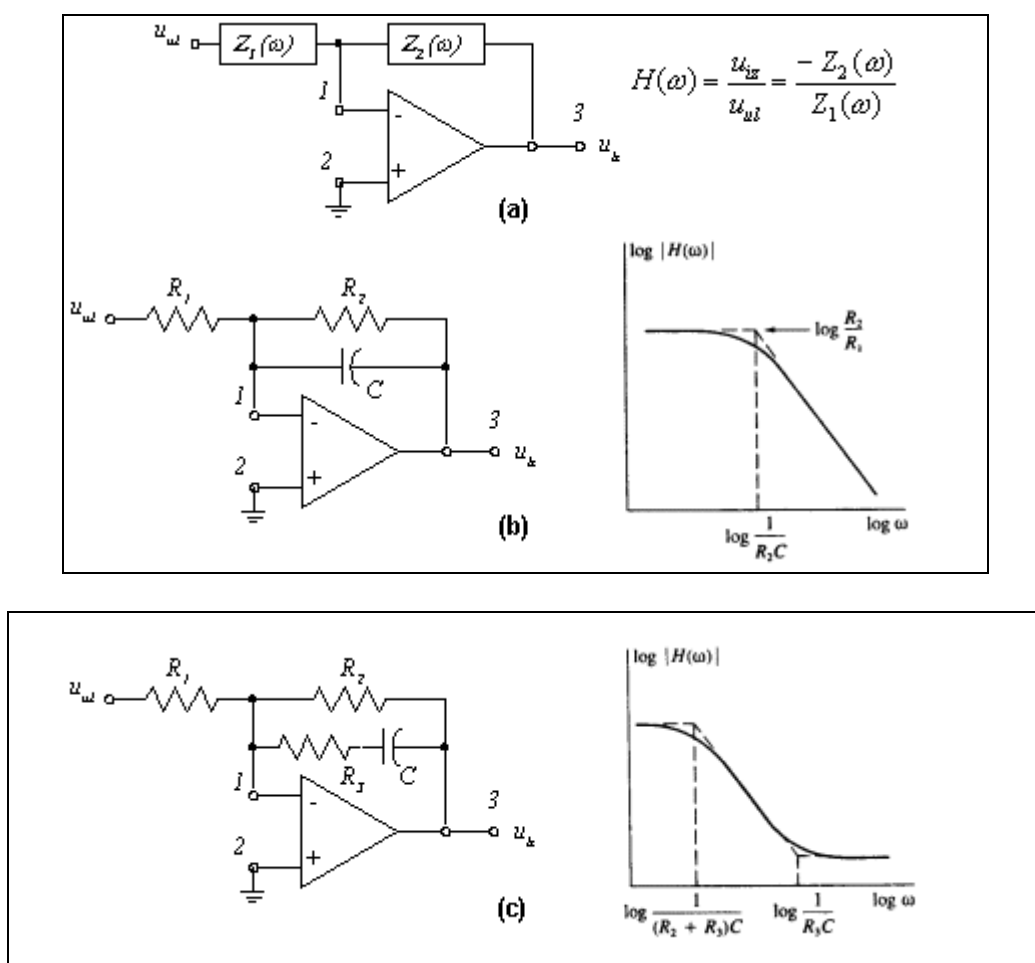 u_ul Z_1(ω) Z_2(ω)
H(ω) = u_iz / u_ul = -Z_2(ω) / Z_1(ω)
1
-
2
+
3
u_iz
(a)
u_ul R_1 R_2
C
1
-
2
+
3
u_iz
(b)
log |H(ω)|
log R_2 / R_1
log 1 / R_2C
log ω
u_ul R_1 R_2
R_3 C
1
-
2
+
3
u_iz
(c)
log |H(ω)|
log 1 / (R_2 + R_3)C
log 1 / R_3C
log ω